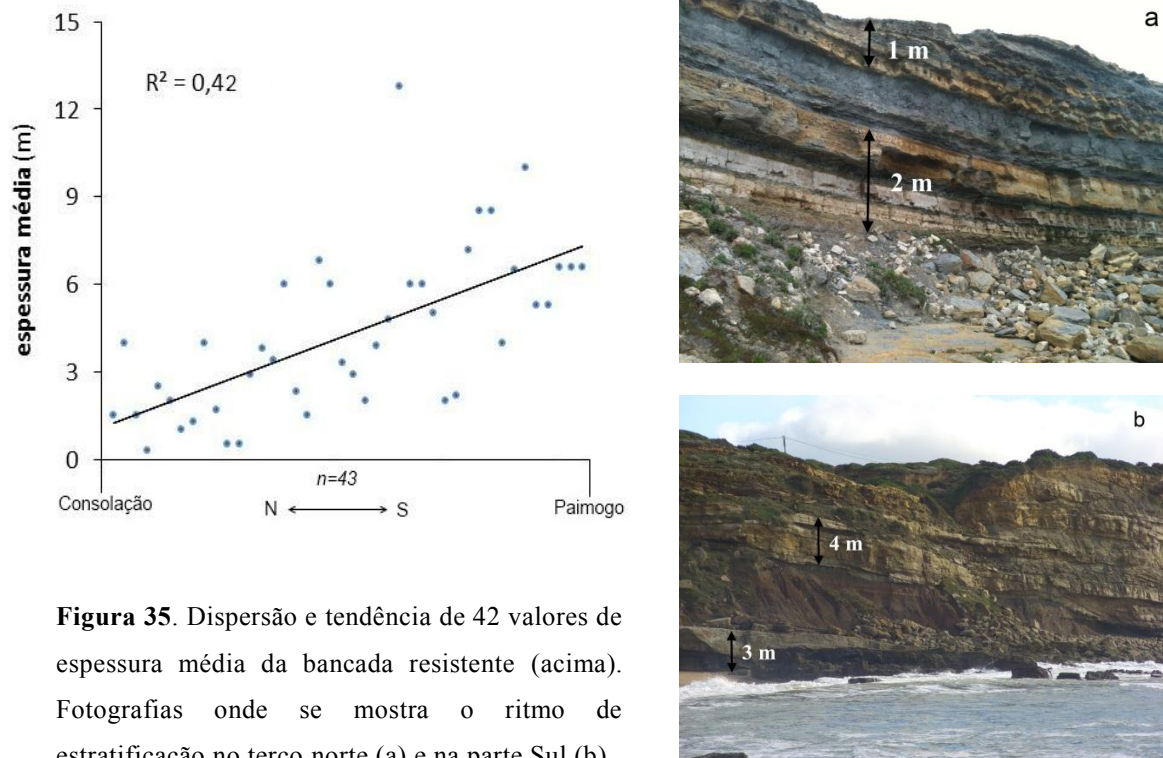 15
R² = 0,42
12
9
6
3
0
espessura média (m)
n=43
Consolação
N
S
Paimogo
Figura 35. Dispersão e tendência de 42 valores de
espessura média da bancada resistente (acima).
Fotografias onde se mostra o ritmo de
estratificação no terço norte (a) e na parte Sul (b)
a
1 m
2 m
b
4 m
3 m